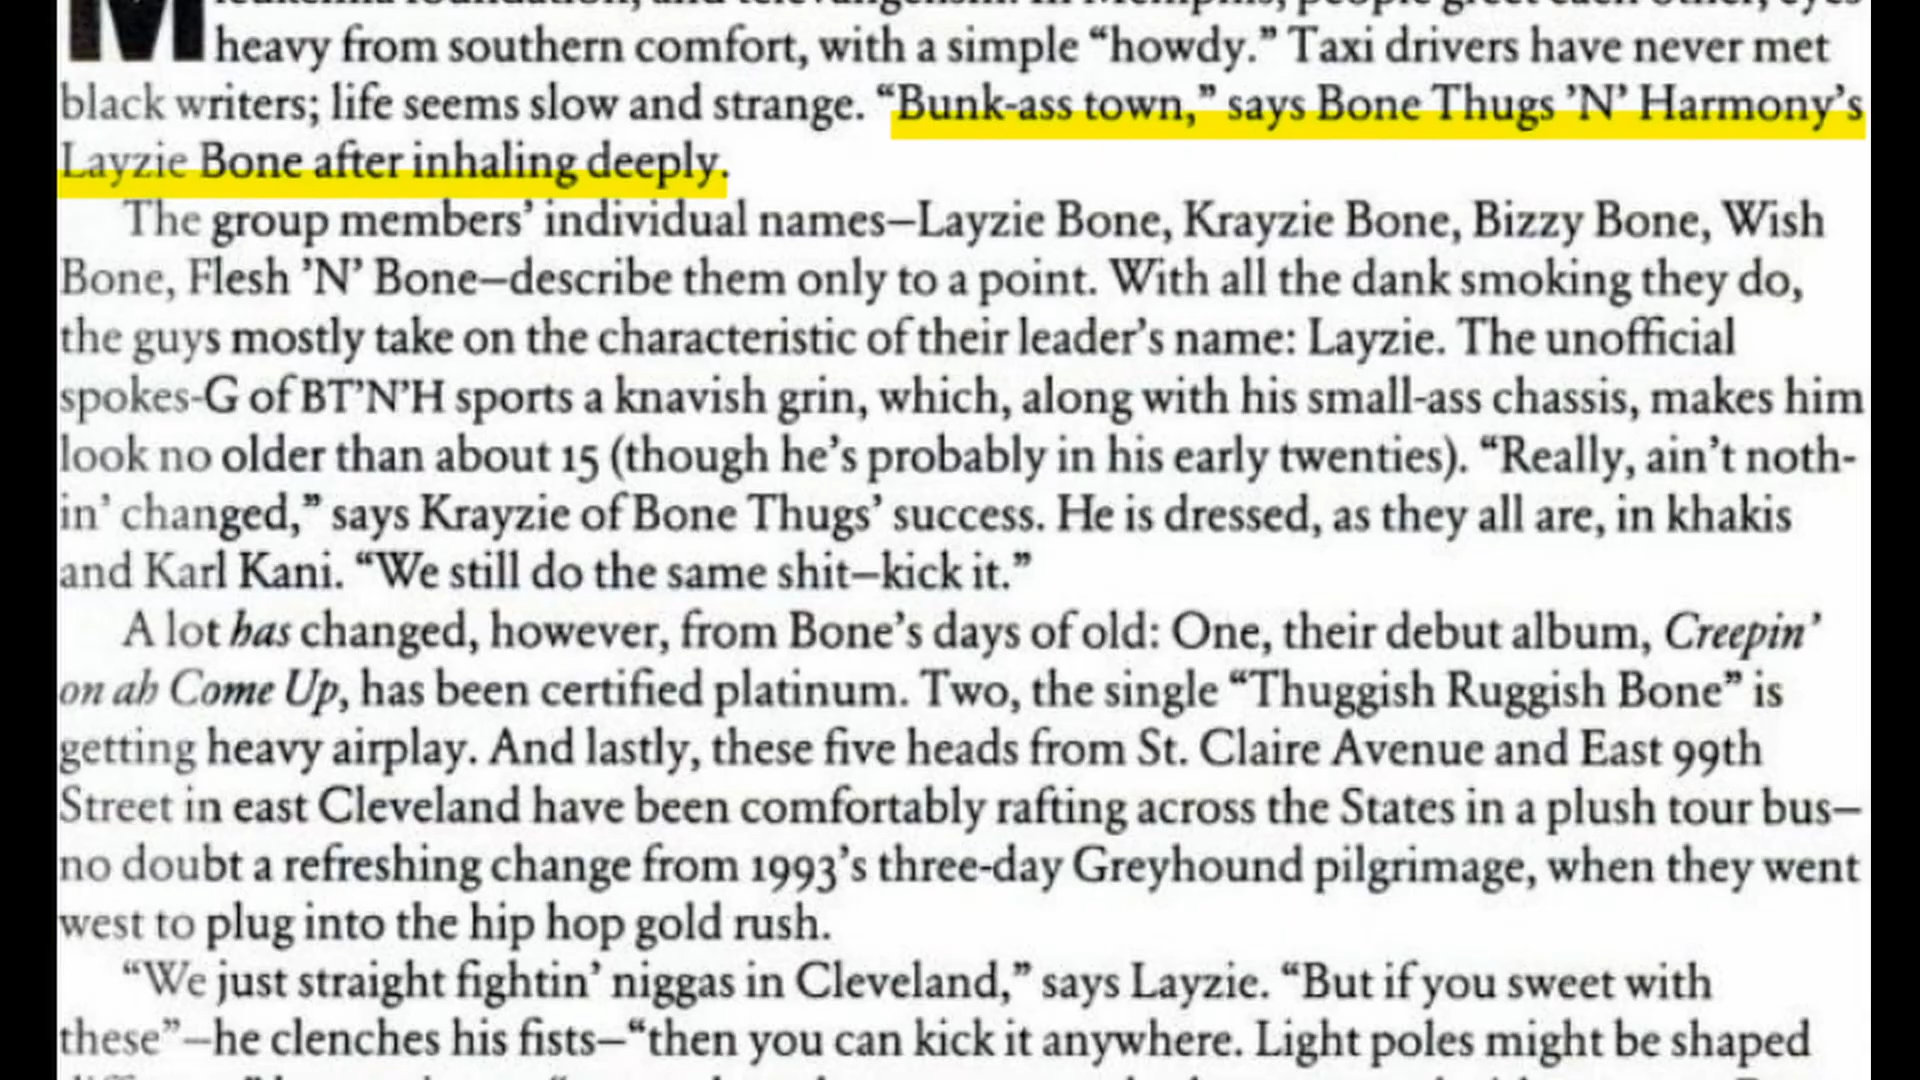 M
heavy from southern comfort, with a simple “howdy.” Taxi drivers have never met
black writers; life seems slow and strange. “Bunk-ass town,” says Bone Thugs ’N’ Harmony’s
Layzie Bone after inhaling deeply.
The group members’ individual names—Layzie Bone, Krayzie Bone, Bizzy Bone, Wish
Bone, Flesh ’N’ Bone—describe them only to a point. With all the dank smoking they do,
the guys mostly take on the characteristic of their leader’s name: Layzie. The unofficial
spokes-G of BT’N’H sports a knavish grin, which, along with his small-ass chassis, makes him
look no older than about 15 (though he’s probably in his early twenties). “Really, ain’t noth-
in’ changed,” says Krayzie of Bone Thugs’ success. He is dressed, as they all are, in khakis
and Karl Kani. “We still do the same shit—kick it.”
A lot has changed, however, from Bone’s days of old: One, their debut album, Creepin’
on ah Come Up, has been certified platinum. Two, the single “Thuggish Ruggish Bone” is
getting heavy airplay. And lastly, these five heads from St. Claire Avenue and East 99th
Street in east Cleveland have been comfortably rafting across the States in a plush tour bus—
no doubt a refreshing change from 1993’s three-day Greyhound pilgrimage, when they went
west to plug into the hip hop gold rush.
“We just straight fightin’ niggas in Cleveland,” says Layzie. “But if you sweet with
these”—he clenches his fists—“then you can kick it anywhere. Light poles might be shaped